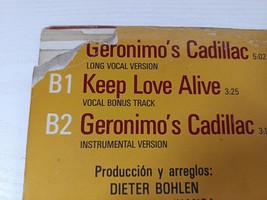 Geronimo's Cadillac 5:02
LONG VOCAL VERSION
B1 Keep Love Alive 3:25
VOCAL BONUS TRACK
B2 Geronimo's Cadillac
INSTRUMENTAL VERSION
Producción y arreglos:
DIETER BOHLEN